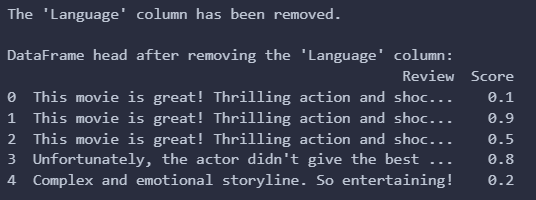 The 'Language' column has been removed.
DataFrame head after removing the 'Language' column:
Review Score
0 This movie is great! Thrilling action and shoc... 0.1
1 This movie is great! Thrilling action and shoc... 0.9
2 This movie is great! Thrilling action and shoc... 0.5
3 Unfortunately, the actor didn't give the best ... 0.8
4 Complex and emotional storyline. So entertaining! 0.2